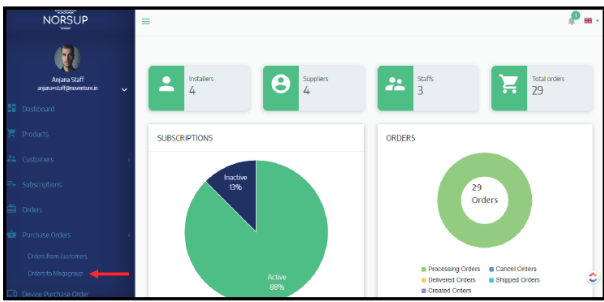 NORSUP
Anjana Staff
anjana+staff@noventure.in
Dashboard
Products
Customers
Subscriptions
Orders
Purchase Orders
Orders from Customers
Orders to Megagroup
Device Purchase Order
1
Installers
4
Suppliers
4
Staffs
3
Total orders
29
SUBSCRIPTIONS
Inactive
13%
Active
88%
ORDERS
29
Orders
Processing Orders
Cancel Orders
Delivered Orders
Shipped Orders
Created Orders